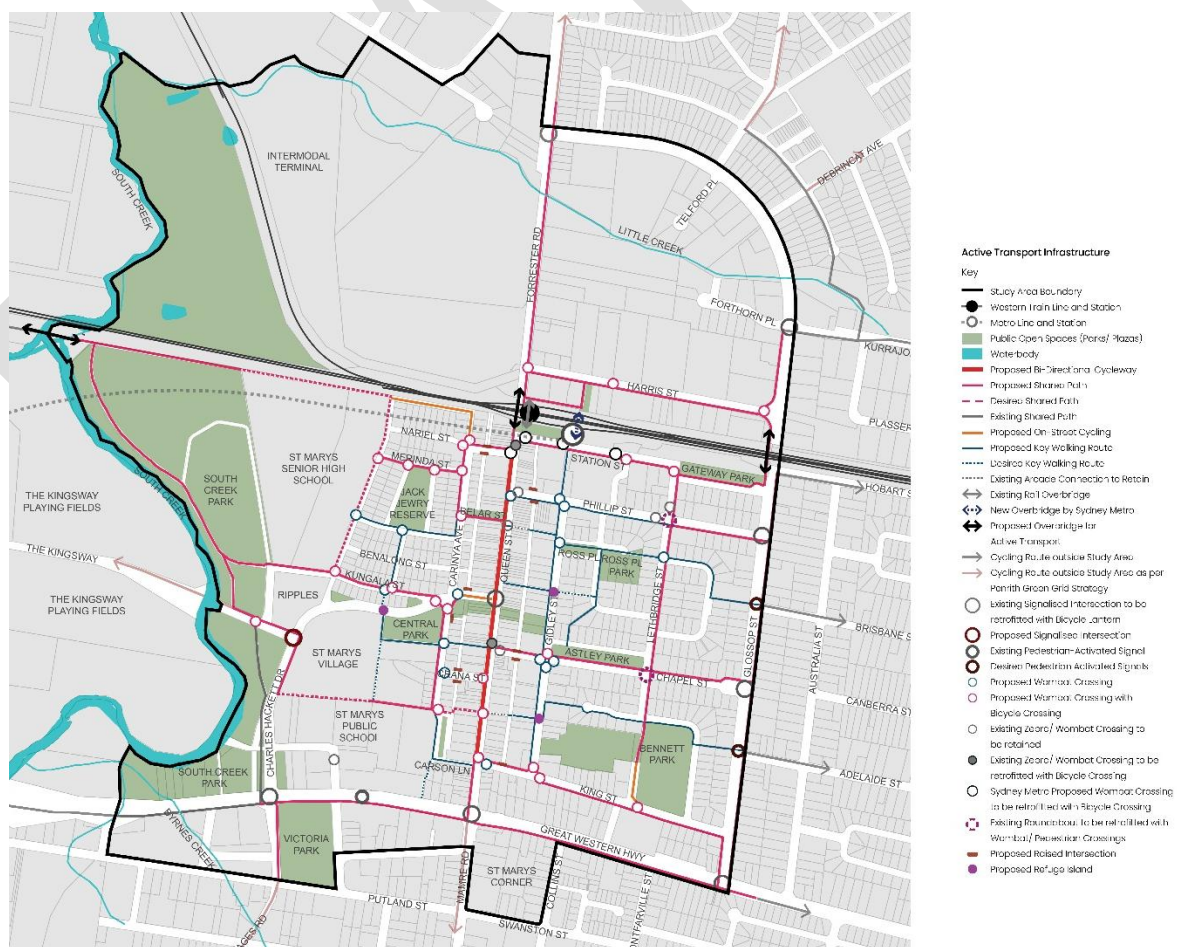 INTERMODAL
TERMINAL
SOUTH CREEK
FORRESTER RD
LITTLE CREEK
TELFORD PL
DEBRINCAT AVE
FORTHORN PL
HARRIS ST
PLASSER
NARIEL ST
MERINDA ST
STATION ST
GATEWAY PARK
HOBART S
ST MARYS
SENIOR HIGH
SCHOOL
SOUTH
CREEK
PARK
SOUTH CREEK
THE KINGSWAY
PLAYING FIELDS
JACK
JEWRY
RESERVE
BELAR ST
PHILLIP ST
CARINYA AVE
QUEEN ST
BENALONG ST
KUNGALA ST
ROSS PL
ROSS PL
PARK
LETHBRIDGE ST
GIDLEY ST
GLOSSOP ST
THE KINGSWAY
THE KINGSWAY
PLAYING FIELDS
RIPPLES
CENTRAL
PARK
BRISBANE S
AUSTRALIA ST
ST MARYS
VILLAGE
ASTLEY PARK
CHAPEL ST
CANBERRA ST
CHARLES HACKETT DR
ST MARYS
PUBLIC
SCHOOL
BENNETT
PARK
ADELAIDE ST
CARSON LN
SOUTH CREEK
PARK
KING ST
BYRNES CREEK
VICTORIA
PARK
GREAT WESTERN HWY
MAMRE RD
ST MARYS
CORNER
COLLINS ST
PUTLAND ST
SWANSTON ST
Active Transport Infrastructure
Key
Study Area Boundary
Western Train Line and Station
Metro Line and Station
Public Open Spaces (Parks/ Plazas)
Waterbody
Proposed Bi-Directional Cycleway
Proposed Shared Path
Desired Shared Path
Existing Shared Path
Proposed On-Street Cycling
Proposed Key Walking Route
Desired Key Walking Route
Existing Arcade Connection to Retain
Existing Rail Overbridge
New Overbridge by Sydney Metro
Proposed Overbridge for
Active Transport
Cycling Route outside Study Area
Cycling Route outside Study Area as per
Penrith Green Grid Strategy
Existing Signalised Intersection to be
retrofitted with Bicycle Lantern
Proposed Signalised Intersection
Existing Pedestrian-Activated Signal
Desired Pedestrian Activated Signals
Proposed Wombat Crossing
Proposed Wombat Crossing with
Bicycle Crossing
Existing Zebra/ Wombat Crossing to
be retained
Existing Zebra/ Wombat Crossing to be
retrofitted with Bicycle Crossing
Sydney Metro Proposed Wombat Crossing
to be retrofitted with Bicycle Crossing
Existing Roundabout to be retrofitted with
Wombat/ Pedestrian Crossings
Proposed Raised Intersection
Proposed Refuge Island